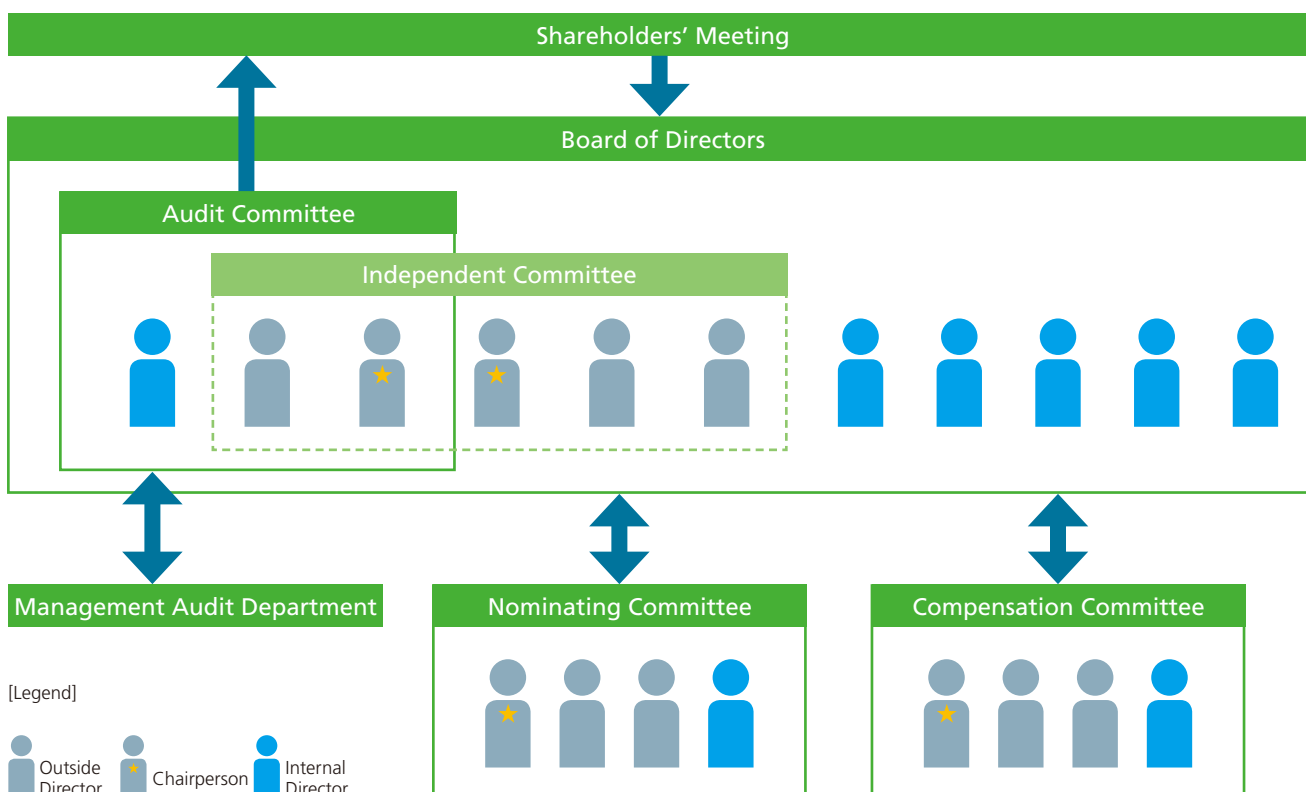 Shareholders’ Meeting
Board of Directors
Audit Committee
Independent Committee
Management Audit Department
Nominating Committee
Compensation Committee
[Legend]
Outside
Director
Chairperson
Internal
Director